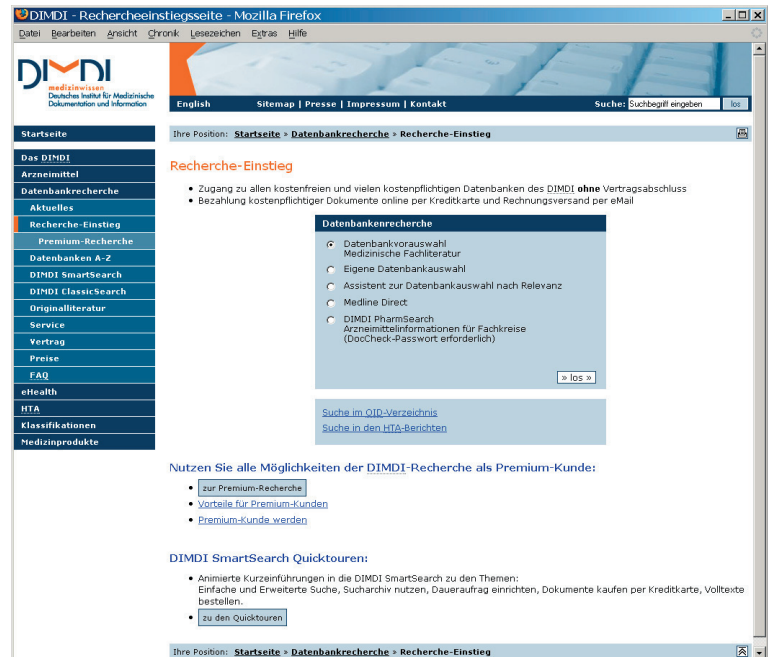 DIMDI - Rechercheeinstiegsseite - Mozilla Firefox
Datei Bearbeiten Ansicht Chronik Lesezeichen Extras Hilfe
DIMDI
medizinwissen
Deutsches Institut für Medizinische
Dokumentation und Information
English Sitemap | Presse | Impressum | Kontakt Suche: Suchbegriff eingeben los
Startseite
Das DIMDI
Arzneimittel
Datenbankrecherche
Aktuelles
Recherche-Einstieg
Premium-Recherche
Datenbanken A-Z
DIMDI SmartSearch
DIMDI ClassicSearch
Originalliteratur
Service
Vertrag
Preise
FAQ
eHealth
HTA
Klassifikationen
Medizinprodukte
Ihre Position: Startseite » Datenbankrecherche » Recherche-Einstieg
Recherche-Einstieg
• Zugang zu allen kostenfreien und vielen kostenpflichtigen Datenbanken des DIMDI ohne Vertragsabschluss
• Bezahlung kostenpflichtiger Dokumente online per Kreditkarte und Rechnungsversand per eMail
Datenbankenrecherche
Datenbankvorauswahl
Medizinische Fachliteratur
Eigene Datenbankauswahl
Assistent zur Datenbankauswahl nach Relevanz
Medline Direct
DIMDI PharmSearch
Arzneimittelinformationen für Fachkreise
(DocCheck-Passwort erforderlich)
» los »
Suche im OID-Verzeichnis
Suche in den HTA-Berichten
Nutzen Sie alle Möglichkeiten der DIMDI-Recherche als Premium-Kunde:
• zur Premium-Recherche
• Vorteile für Premium-Kunden
• Premium-Kunde werden
DIMDI SmartSearch Quicktouren:
• Animierte Kurzeinführungen in die DIMDI SmartSearch zu den Themen:
Einfache und Erweiterte Suche, Sucharchiv nutzen, Daueraufrag einrichten, Dokumente kaufen per Kreditkarte, Volltexte
bestellen.
• zu den Quicktouren
Ihre Position: Startseite » Datenbankrecherche » Recherche-Einstieg